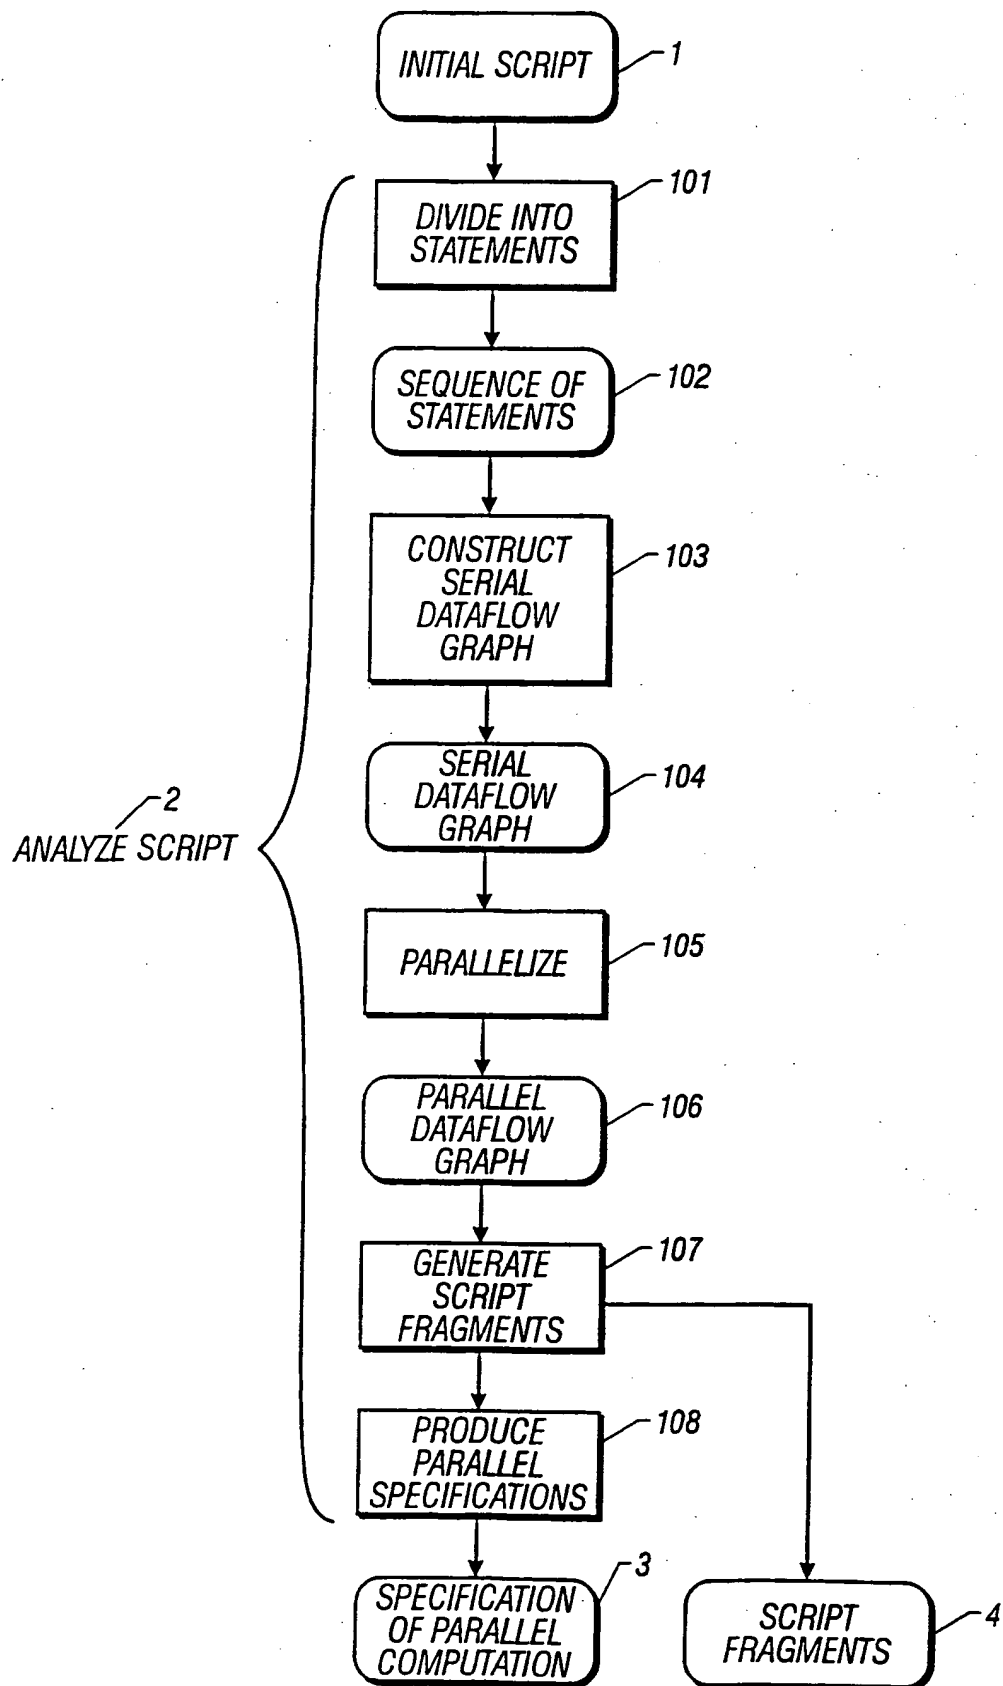 INITIAL SCRIPT
1
101
DIVIDE INTO
STATEMENTS
SEQUENCE OF
STATEMENTS
102
CONSTRUCT
SERIAL
DATAFLOW
GRAPH
103
SERIAL
DATAFLOW
GRAPH
104
2
ANALYZE SCRIPT
PARALLELIZE
105
PARALLEL
DATAFLOW
GRAPH
106
GENERATE
SCRIPT
FRAGMENTS
107
PRODUCE
PARALLEL
SPECIFICATIONS
108
SPECIFICATION
OF PARALLEL
COMPUTATION
3
SCRIPT
FRAGMENTS
4